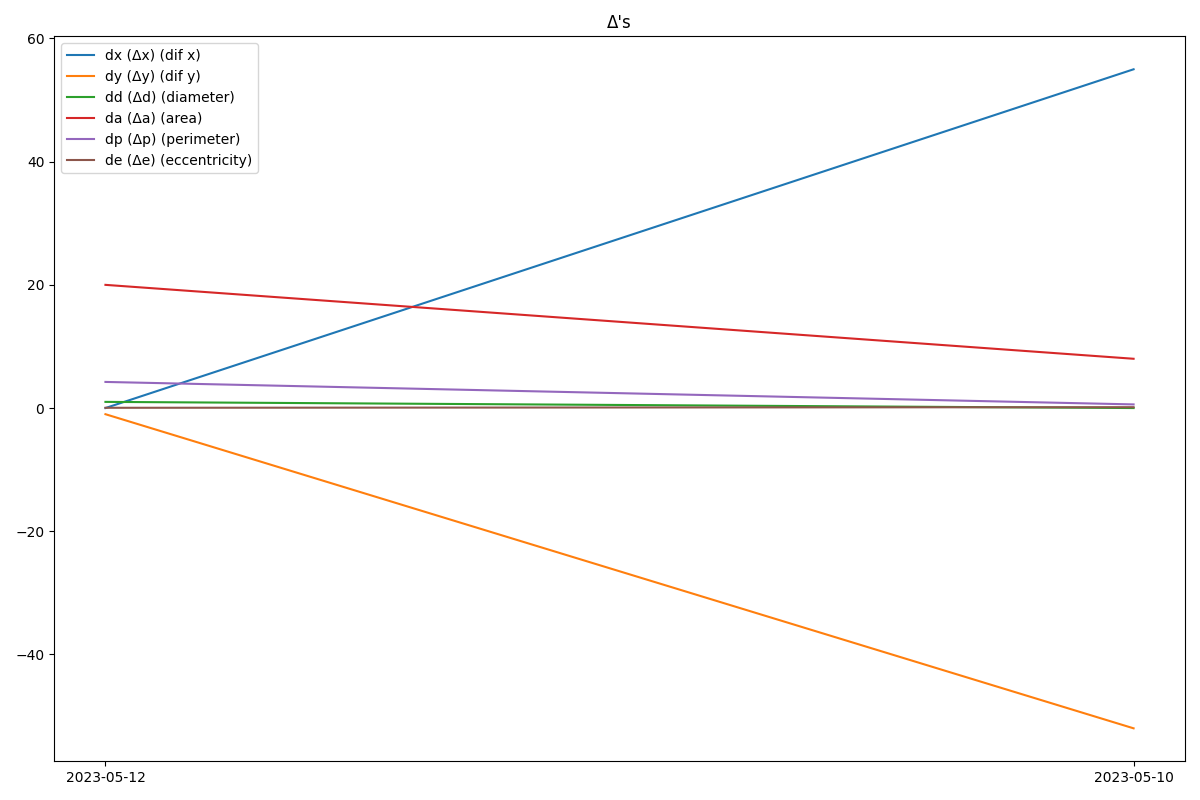 Δ's
60
40
20
0
−20
−40
dx (Δx) (dif x)
dy (Δy) (dif y)
dd (Δd) (diameter)
da (Δa) (area)
dp (Δp) (perimeter)
de (Δe) (eccentricity)
2023-05-12
2023-05-10